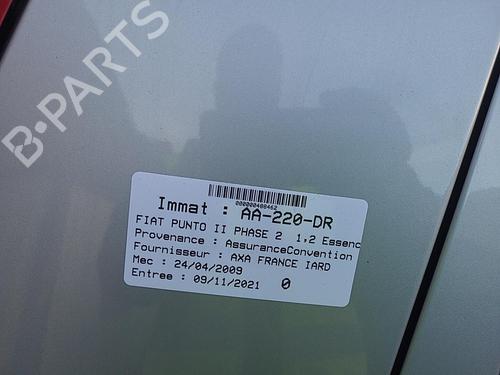 B-PARTS
000000488462
Immat : AA-220-DR
FIAT PUNTO II PHASE 2 1,2 Essenc
Provenance : AssuranceConvention
Fournisseur : AXA FRANCE IARD
Mec : 24/04/2009
Entree : 09/11/2021 0